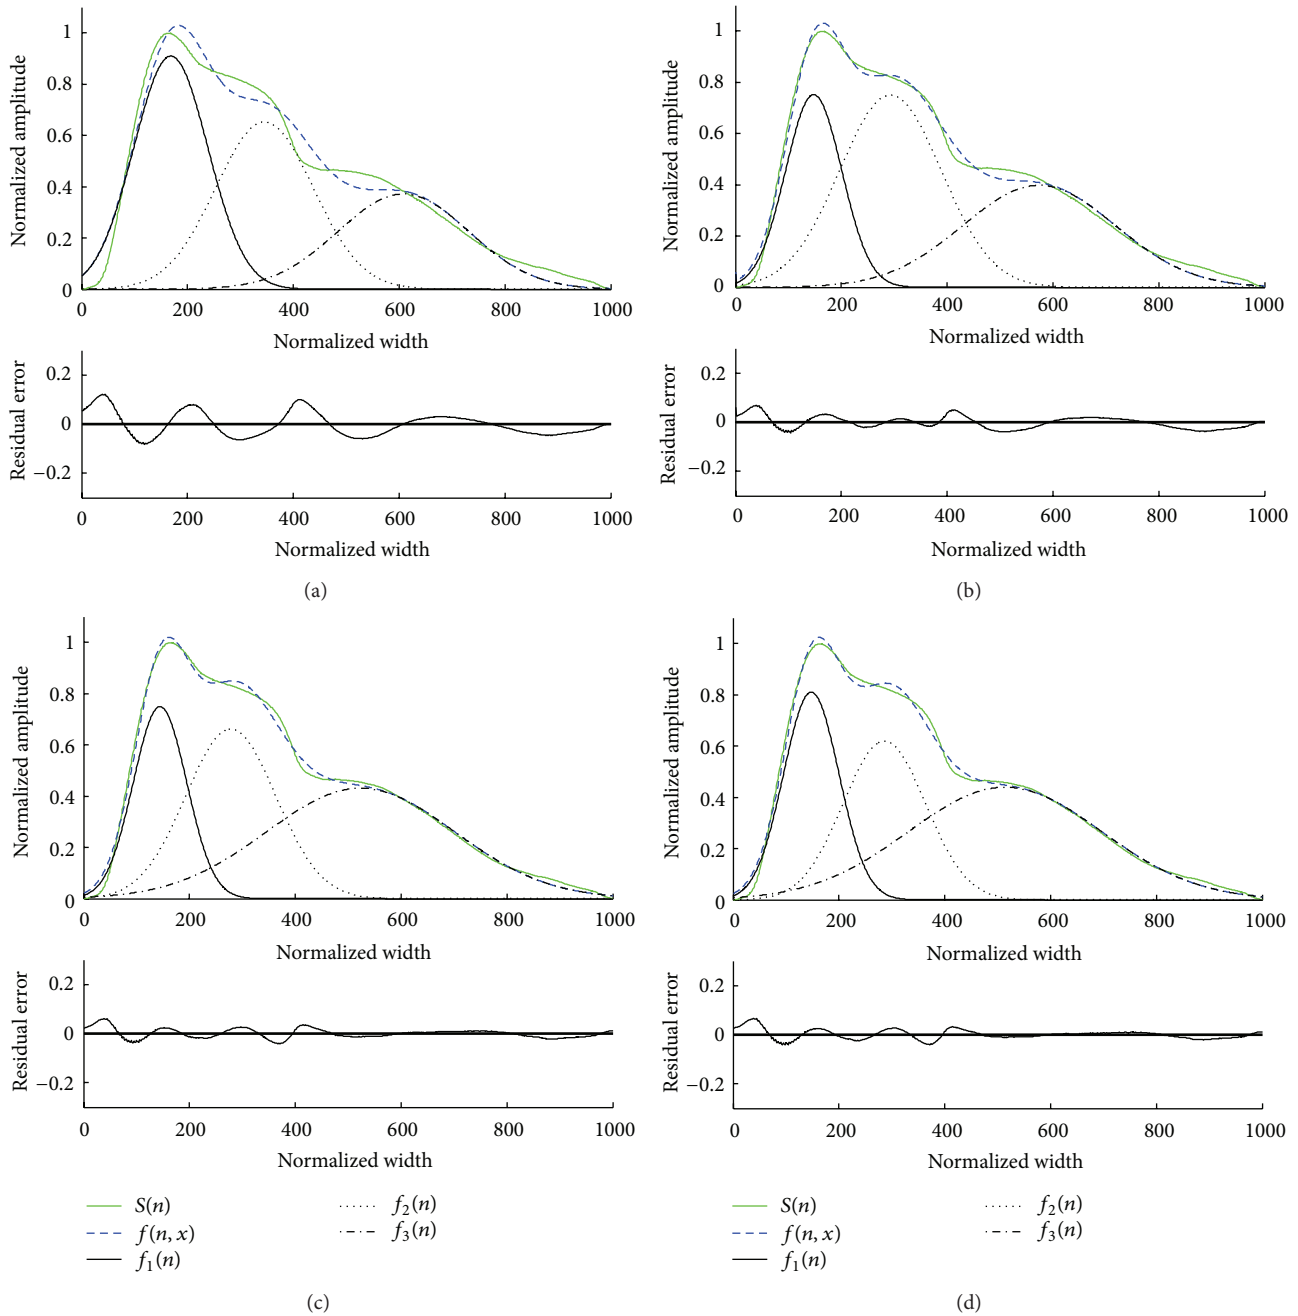 1
0.8
0.6
0.4
0.2
0
Normalized amplitude
0 200 400 600 800 1000
Normalized width
0.2
0
−0.2
Residual error
0 200 400 600 800 1000
Normalized width
(a)
1
0.8
0.6
0.4
0.2
0
Normalized amplitude
0 200 400 600 800 1000
Normalized width
0.2
0
−0.2
Residual error
0 200 400 600 800 1000
Normalized width
(b)
1
0.8
0.6
0.4
0.2
0
Normalized amplitude
0 200 400 600 800 1000
Normalized width
0.2
0
−0.2
Residual error
0 200 400 600 800 1000
Normalized width
S(n)
f(n, x)
f₁(n)
f₂(n)
f₃(n)
(c)
1
0.8
0.6
0.4
0.2
0
Normalized amplitude
0 200 400 600 800 1000
Normalized width
0.2
0
−0.2
Residual error
0 200 400 600 800 1000
Normalized width
S(n)
f(n, x)
f₁(n)
f₂(n)
f₃(n)
(d)